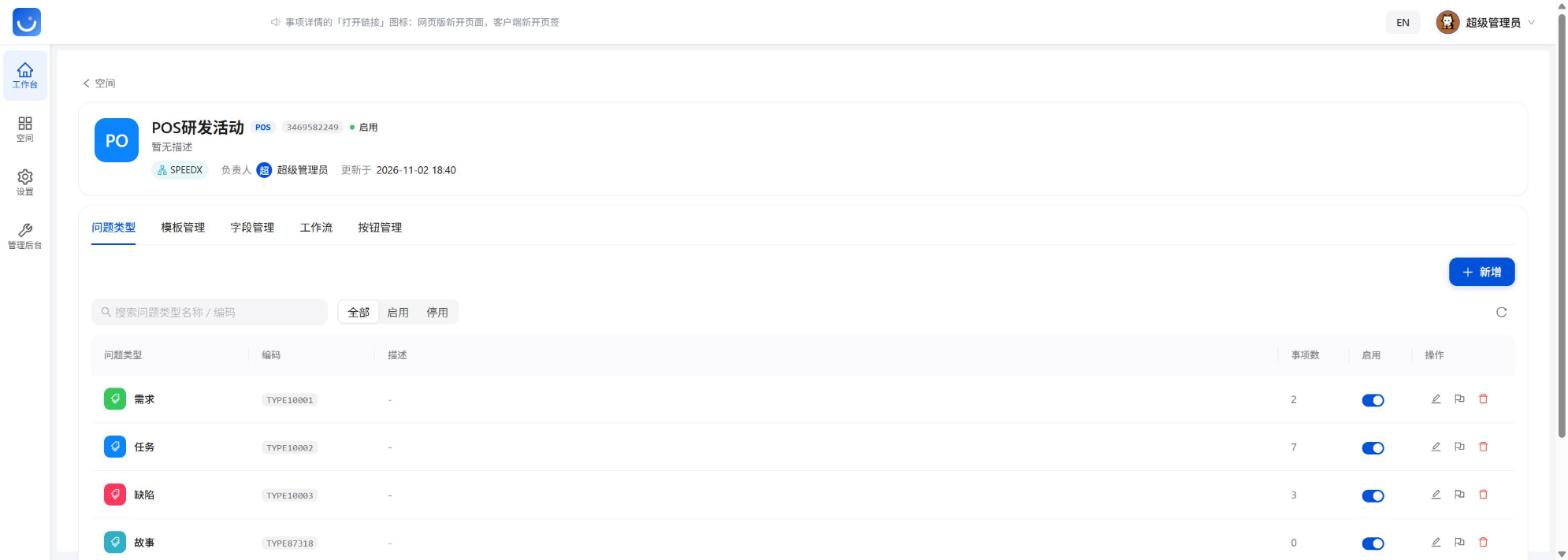 事项详情的「打开链接」图标：网页版新开页面，客户端新开页签
EN
超级管理员
工作台
空间
设置
管理后台
空间
PO
POS研发活动 POS 3469582249 启用
暂无描述
SPEEDX 负责人 超 超级管理员 更新于 2026-11-02 18:40
问题类型 模板管理 字段管理 工作流 按钮管理
新增
搜索问题类型名称 / 编码 全部 启用 停用
问题类型 编码 描述 事项数 启用 操作
需求 TYPE10001 - 2
任务 TYPE10002 - 7
缺陷 TYPE10003 - 3
故事 TYPE87318 - 0